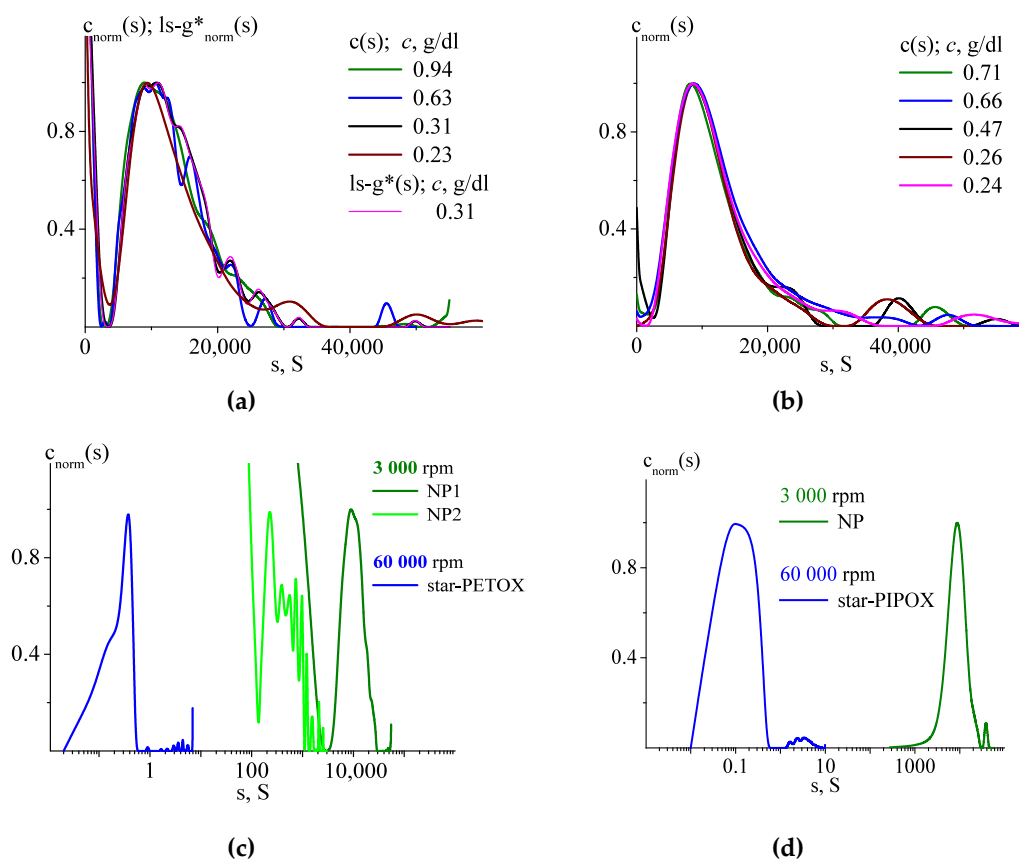 c_norm(s); ls-g*_norm(s)
c(s); c, g/dl
0.94
0.63
0.31
0.23
ls-g*(s); c, g/dl
0.31
0.8
0.4
0 20,000 40,000
s, S
(a)
c_norm(s)
c(s); c, g/dl
0.71
0.66
0.47
0.26
0.24
0.8
0.4
0 20,000 40,000
s, S
(b)
c_norm(s)
3 000 rpm
NP1
NP2
60 000 rpm
star-PETOX
0.8
0.4
1 100 10,000
s, S
(c)
c_norm(s)
3 000 rpm
NP
60 000 rpm
star-PIPOX
0.8
0.4
0.1 10 1000
s, S
(d)